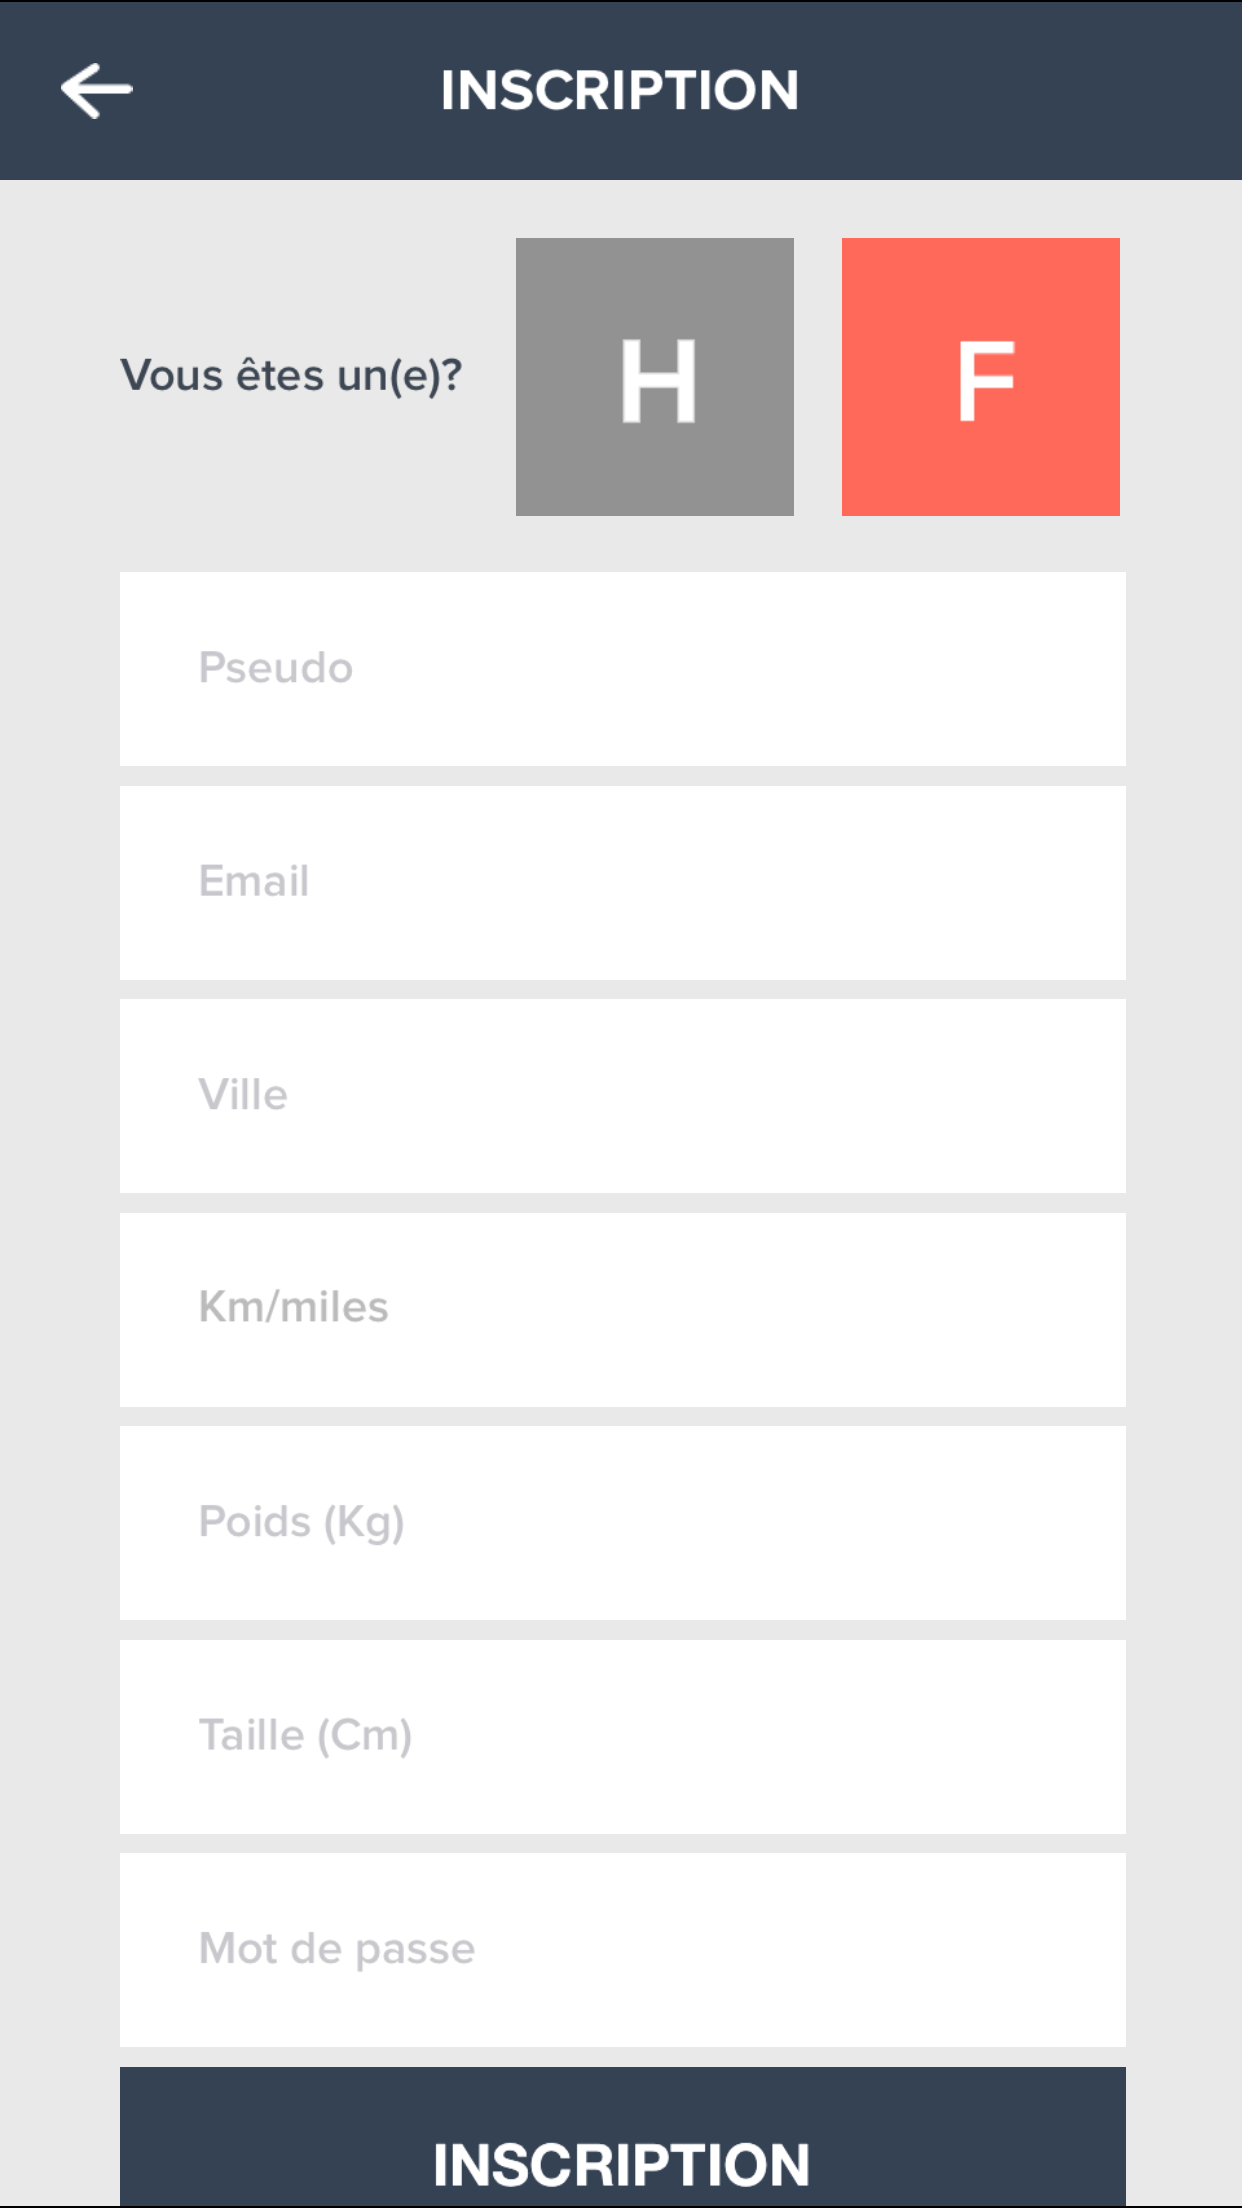 INSCRIPTION
Vous êtes un(e)? H F
Pseudo
Email
Ville
Km/miles
Poids (Kg)
Taille (Cm)
Mot de passe
INSCRIPTION